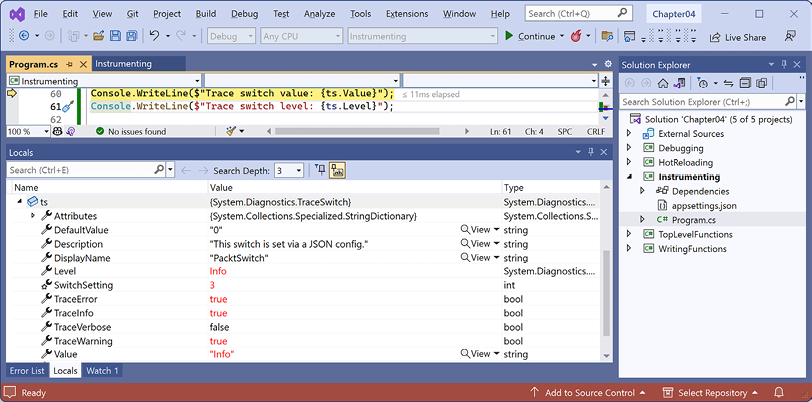 File Edit View Git Project Build Debug Test Analyze Tools Extensions Window Help Search (Ctrl+Q) Chapter04
Debug Any CPU Continue Live Share
Program.cs Instrumenting
Instrumenting
60 Console.WriteLine($"Trace switch value: {ts.Value}"); ≤ 11ms elapsed
61 Console.WriteLine($"Trace switch level: {ts.Level}");
62
100 % No issues found Ln: 61 Ch: 4 SPC CRLF
Locals
Search (Ctrl+E) Search Depth: 3
Name Value Type
ts {System.Diagnostics.TraceSwitch} System.Diagnostics....
Attributes {System.Collections.Specialized.StringDictionary} System.Collections.S...
DefaultValue "0" View string
Description "This switch is set via a JSON config." View string
DisplayName "PacktSwitch" View string
Level Info System.Diagnostics....
SwitchSetting 3 int
TraceError true bool
TraceInfo true bool
TraceVerbose false bool
TraceWarning true bool
Value "Info" View string
Error List Locals Watch 1
Solution Explorer
Search Solution Explorer (Ctrl+;)
Solution 'Chapter04' (5 of 5 projects)
External Sources
Debugging
HotReloading
Instrumenting
Dependencies
appsettings.json
C# Program.cs
TopLevelFunctions
WritingFunctions
Ready Add to Source Control Select Repository